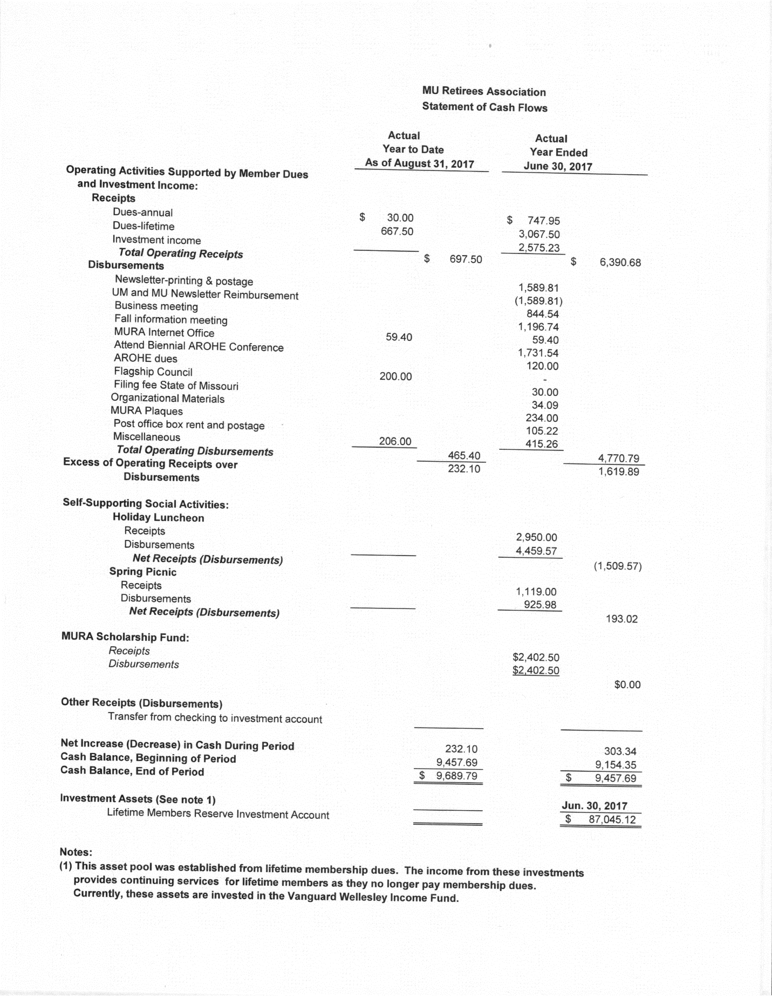 MU Retirees Association
Statement of Cash Flows
Actual Actual
Year to Date Year Ended
As of August 31, 2017 June 30, 2017
Operating Activities Supported by Member Dues
and Investment Income:
Receipts
Dues-annual $ 30.00 $ 747.95
Dues-lifetime 667.50 3,067.50
Investment income 2,575.23
Total Operating Receipts $ 697.50 $ 6,390.68
Disbursements
Newsletter-printing & postage 1,589.81
UM and MU Newsletter Reimbursement (1,589.81)
Business meeting 844.54
Fall information meeting 1,196.74
MURA Internet Office 59.40 59.40
Attend Biennial AROHE Conference 1,731.54
AROHE dues 120.00
Flagship Council 200.00 -
Filing fee State of Missouri 30.00
Organizational Materials 34.09
MURA Plaques 234.00
Post office box rent and postage 105.22
Miscellaneous 206.00 415.26
Total Operating Disbursements 465.40 4,770.79
Excess of Operating Receipts over 232.10 1,619.89
Disbursements
Self-Supporting Social Activities:
Holiday Luncheon
Receipts 2,950.00
Disbursements 4,459.57
Net Receipts (Disbursements) (1,509.57)
Spring Picnic
Receipts 1,119.00
Disbursements 925.98
Net Receipts (Disbursements) 193.02
MURA Scholarship Fund:
Receipts $2,402.50
Disbursements $2,402.50
$0.00
Other Receipts (Disbursements)
Transfer from checking to investment account
Net Increase (Decrease) in Cash During Period 232.10 303.34
Cash Balance, Beginning of Period 9,457.69 9,154.35
Cash Balance, End of Period $ 9,689.79 $ 9,457.69
Investment Assets (See note 1) Jun. 30, 2017
Lifetime Members Reserve Investment Account $ 87,045.12
Notes:
(1) This asset pool was established from lifetime membership dues. The income from these investments
provides continuing services for lifetime members as they no longer pay membership dues.
Currently, these assets are invested in the Vanguard Wellesley Income Fund.